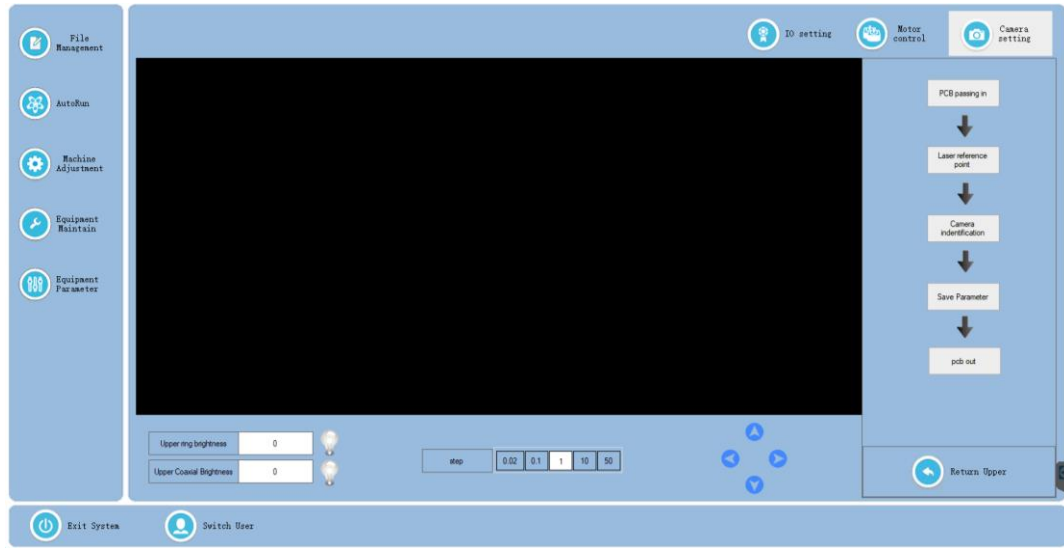 File
Management
AutoRun
Machine
Adjustment
Equipment
Maintain
Equipment
Parameter
IO setting
Motor
control
Camera
setting
PCB passing in
Laser reference
point
Camera
indentification
Save Parameter
pcb out
Upper ring brightness 0
Upper Coaxial Brightness 0
step 0.02 0.1 1 10 50
Return Upper
Exit System
Switch User